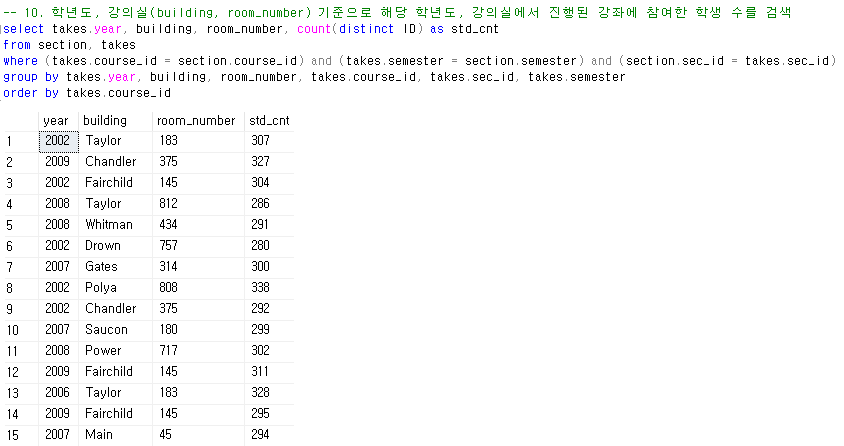 -- 10. 학년도, 강의실(building, room_number) 기준으로 해당 학년도, 강의실에서 진행된 강좌에 참여한 학생 수를 검색
select takes.year, building, room_number, count(distinct ID) as std_cnt
from section, takes
where (takes.course_id = section.course_id) and (takes.semester = section.semester) and (section.sec_id = takes.sec_id)
group by takes.year, building, room_number, takes.course_id, takes.sec_id, takes.semester
order by takes.course_id
year building room_number std_cnt
1 2002 Taylor 183 307
2 2009 Chandler 375 327
3 2002 Fairchild 145 304
4 2008 Taylor 812 286
5 2008 Whitman 434 291
6 2002 Drown 757 280
7 2007 Gates 314 300
8 2002 Polya 808 338
9 2002 Chandler 375 292
10 2007 Saucon 180 299
11 2008 Power 717 302
12 2009 Fairchild 145 311
13 2006 Taylor 183 328
14 2009 Fairchild 145 295
15 2007 Main 45 294